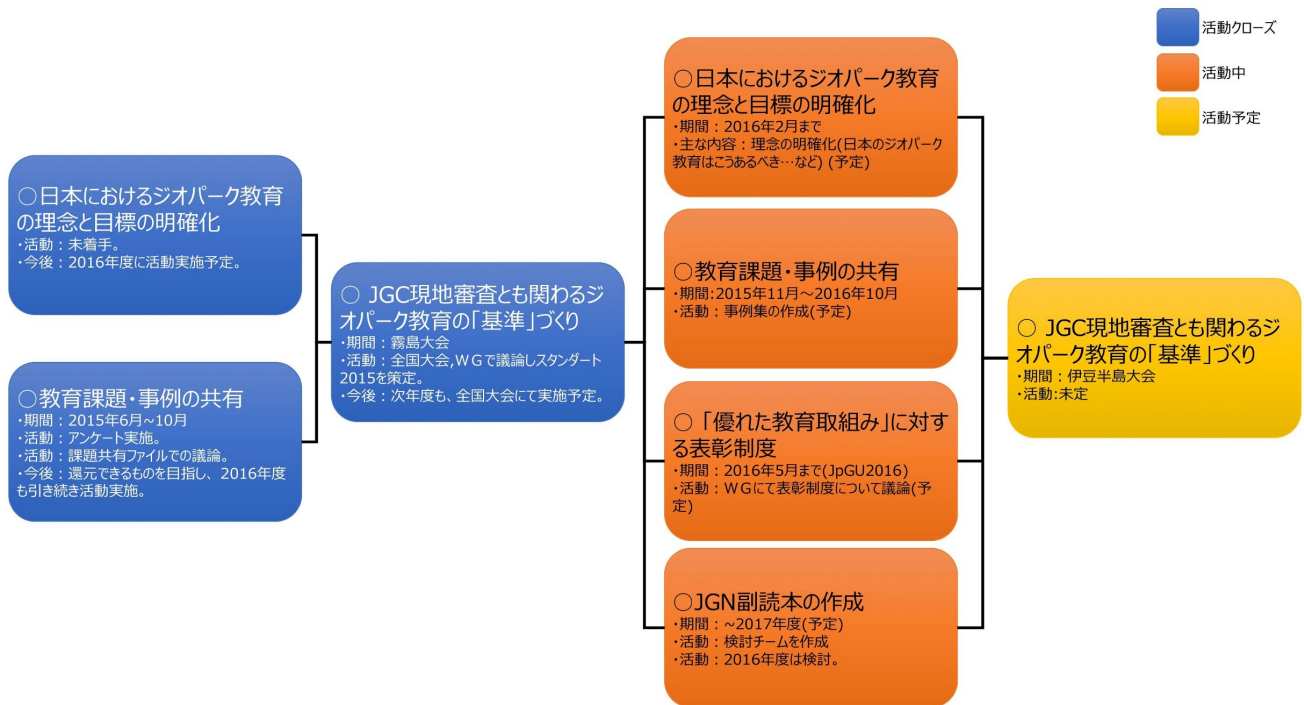 活動クローズ
活動中
活動予定
○日本におけるジオパーク教育
の理念と目標の明確化
・活動：未着手。
・今後：2016年度に活動実施予定。
○教育課題・事例の共有
・期間：2015年6月~10月
・活動：アンケート実施。
・活動：課題共有ファイルでの議論。
・今後：還元できるものを目指し、2016年度
も引き続き活動実施。
○ JGC現地審査とも関わるジ
オパーク教育の「基準」づくり
・期間：霧島大会
・活動：全国大会,WGで議論しスタンダート
2015を策定。
・今後：次年度も、全国大会にて実施予定。
○日本におけるジオパーク教育
の理念と目標の明確化
・期間：2016年2月まで
・主な内容：理念の明確化(日本のジオパーク
教育はこうあるべき…など) (予定)
○教育課題・事例の共有
・期間:2015年11月～2016年10月
・活動：事例集の作成(予定)
○「優れた教育取組み」に対す
る表彰制度
・期間：2016年5月まで(JpGU2016)
・活動：WGにて表彰制度について議論(予
定)
○JGN副読本の作成
・期間：~2017年度(予定)
・活動：検討チームを作成
・活動：2016年度は検討。
○ JGC現地審査とも関わるジ
オパーク教育の「基準」づくり
・期間：伊豆半島大会
・活動:未定